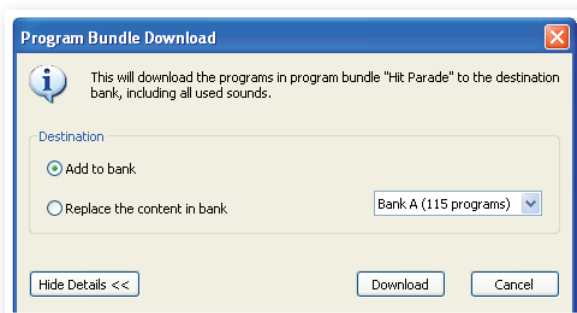 Program Bundle Download
This will download the programs in program bundle "Hit Parade" to the destination
bank, including all used sounds.
Destination
Add to bank
Replace the content in bank
Bank A (115 programs)
Hide Details <<
Download
Cancel